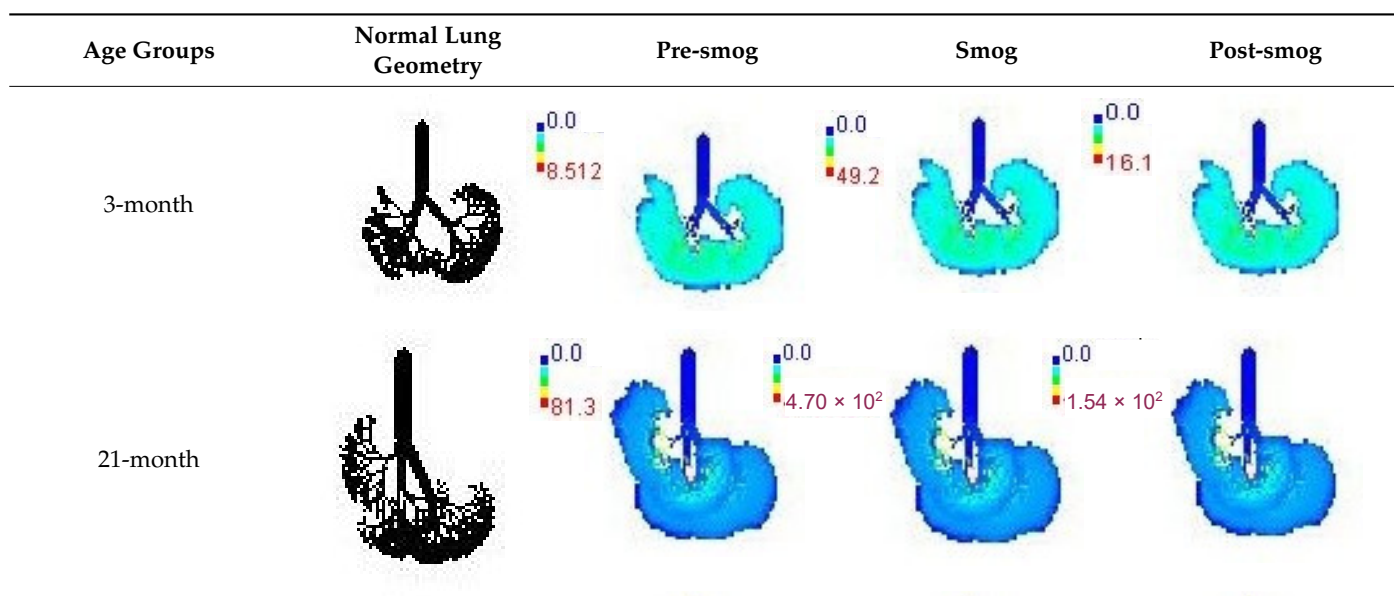 Age Groups
Normal Lung
Geometry
Pre-smog
Smog
Post-smog
3-month
0.0
8.512
0.0
49.2
0.0
16.1
21-month
0.0
81.3
0.0
4.70 × 10²
0.0
1.54 × 10²